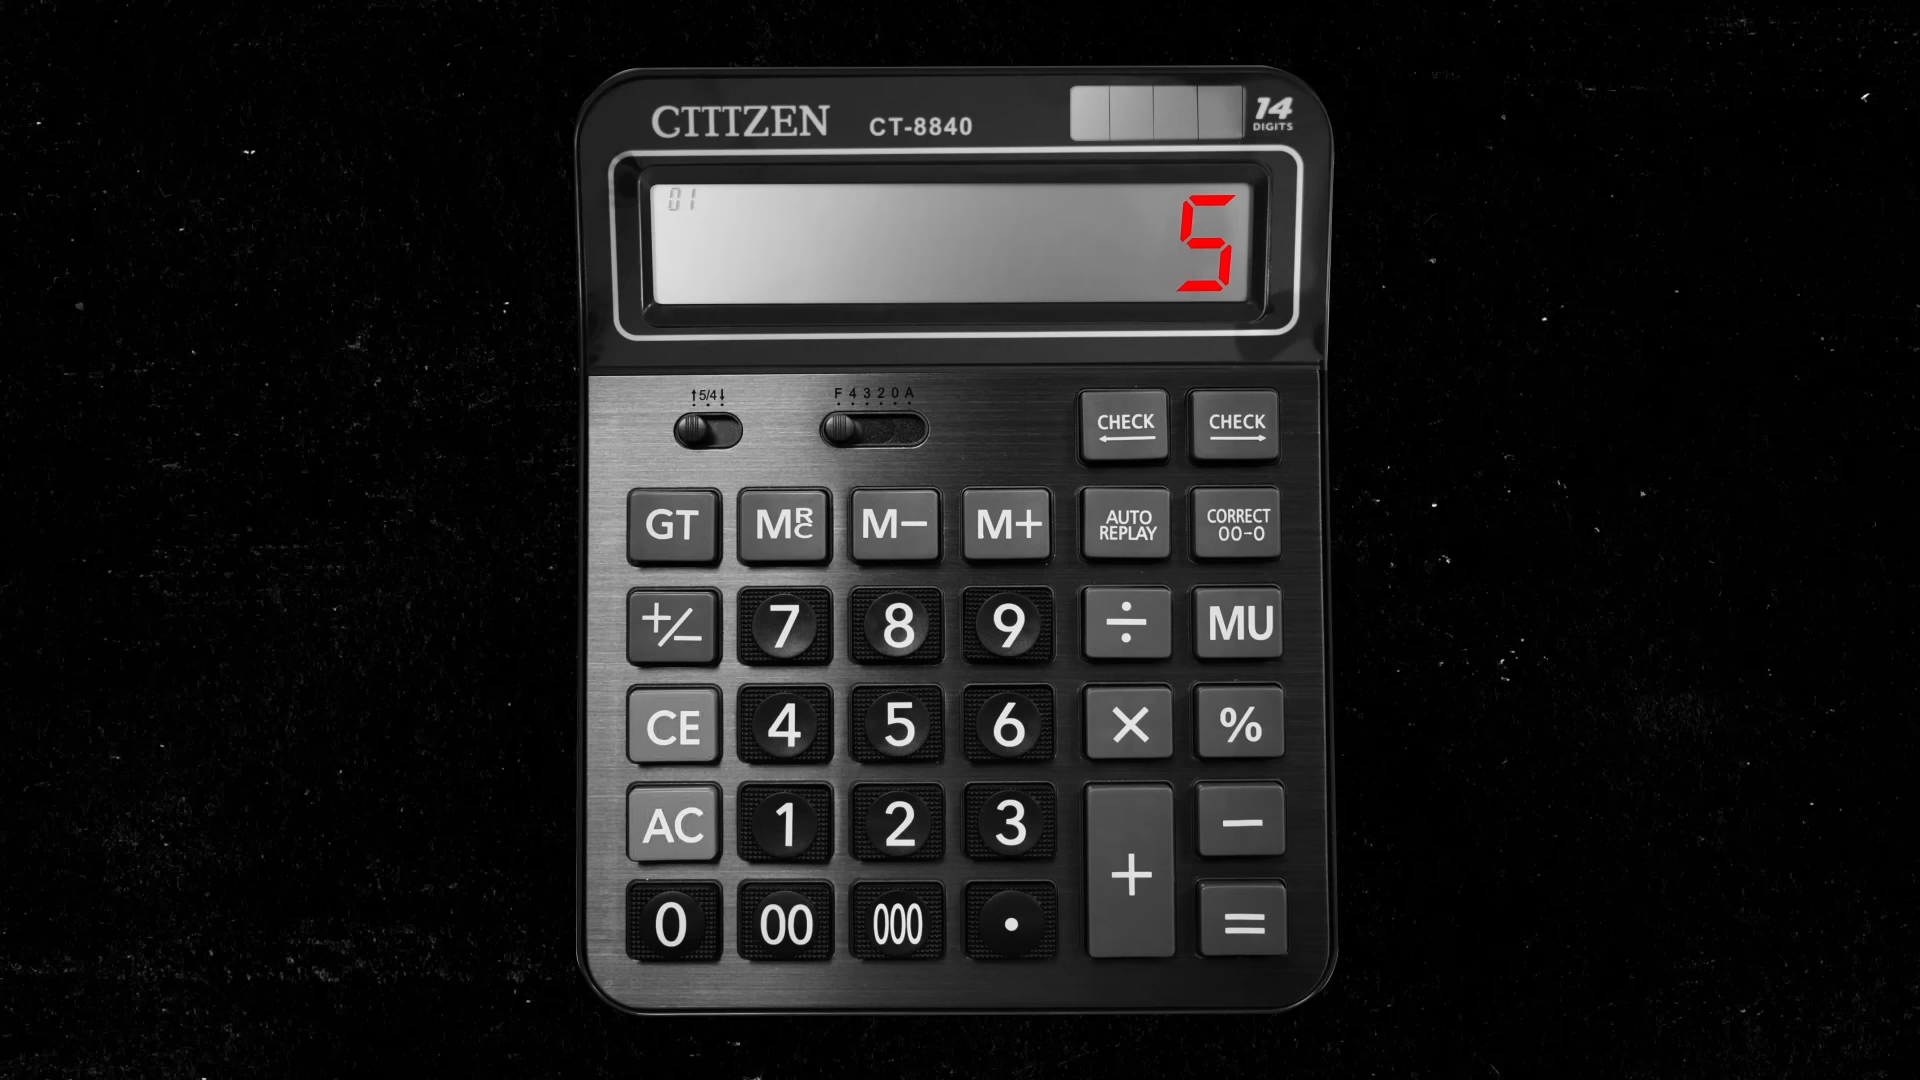 CTTTZEN CT-8840 14
DIGITS
01
5
↑5/4↓ F 4 3 2 0 A
CHECK CHECK
GT MRC M− M+ AUTO REPLAY CORRECT 00→0
+/− 7 8 9 ÷ MU
CE 4 5 6 × %
AC 1 2 3 −
+
0 00 000 • =